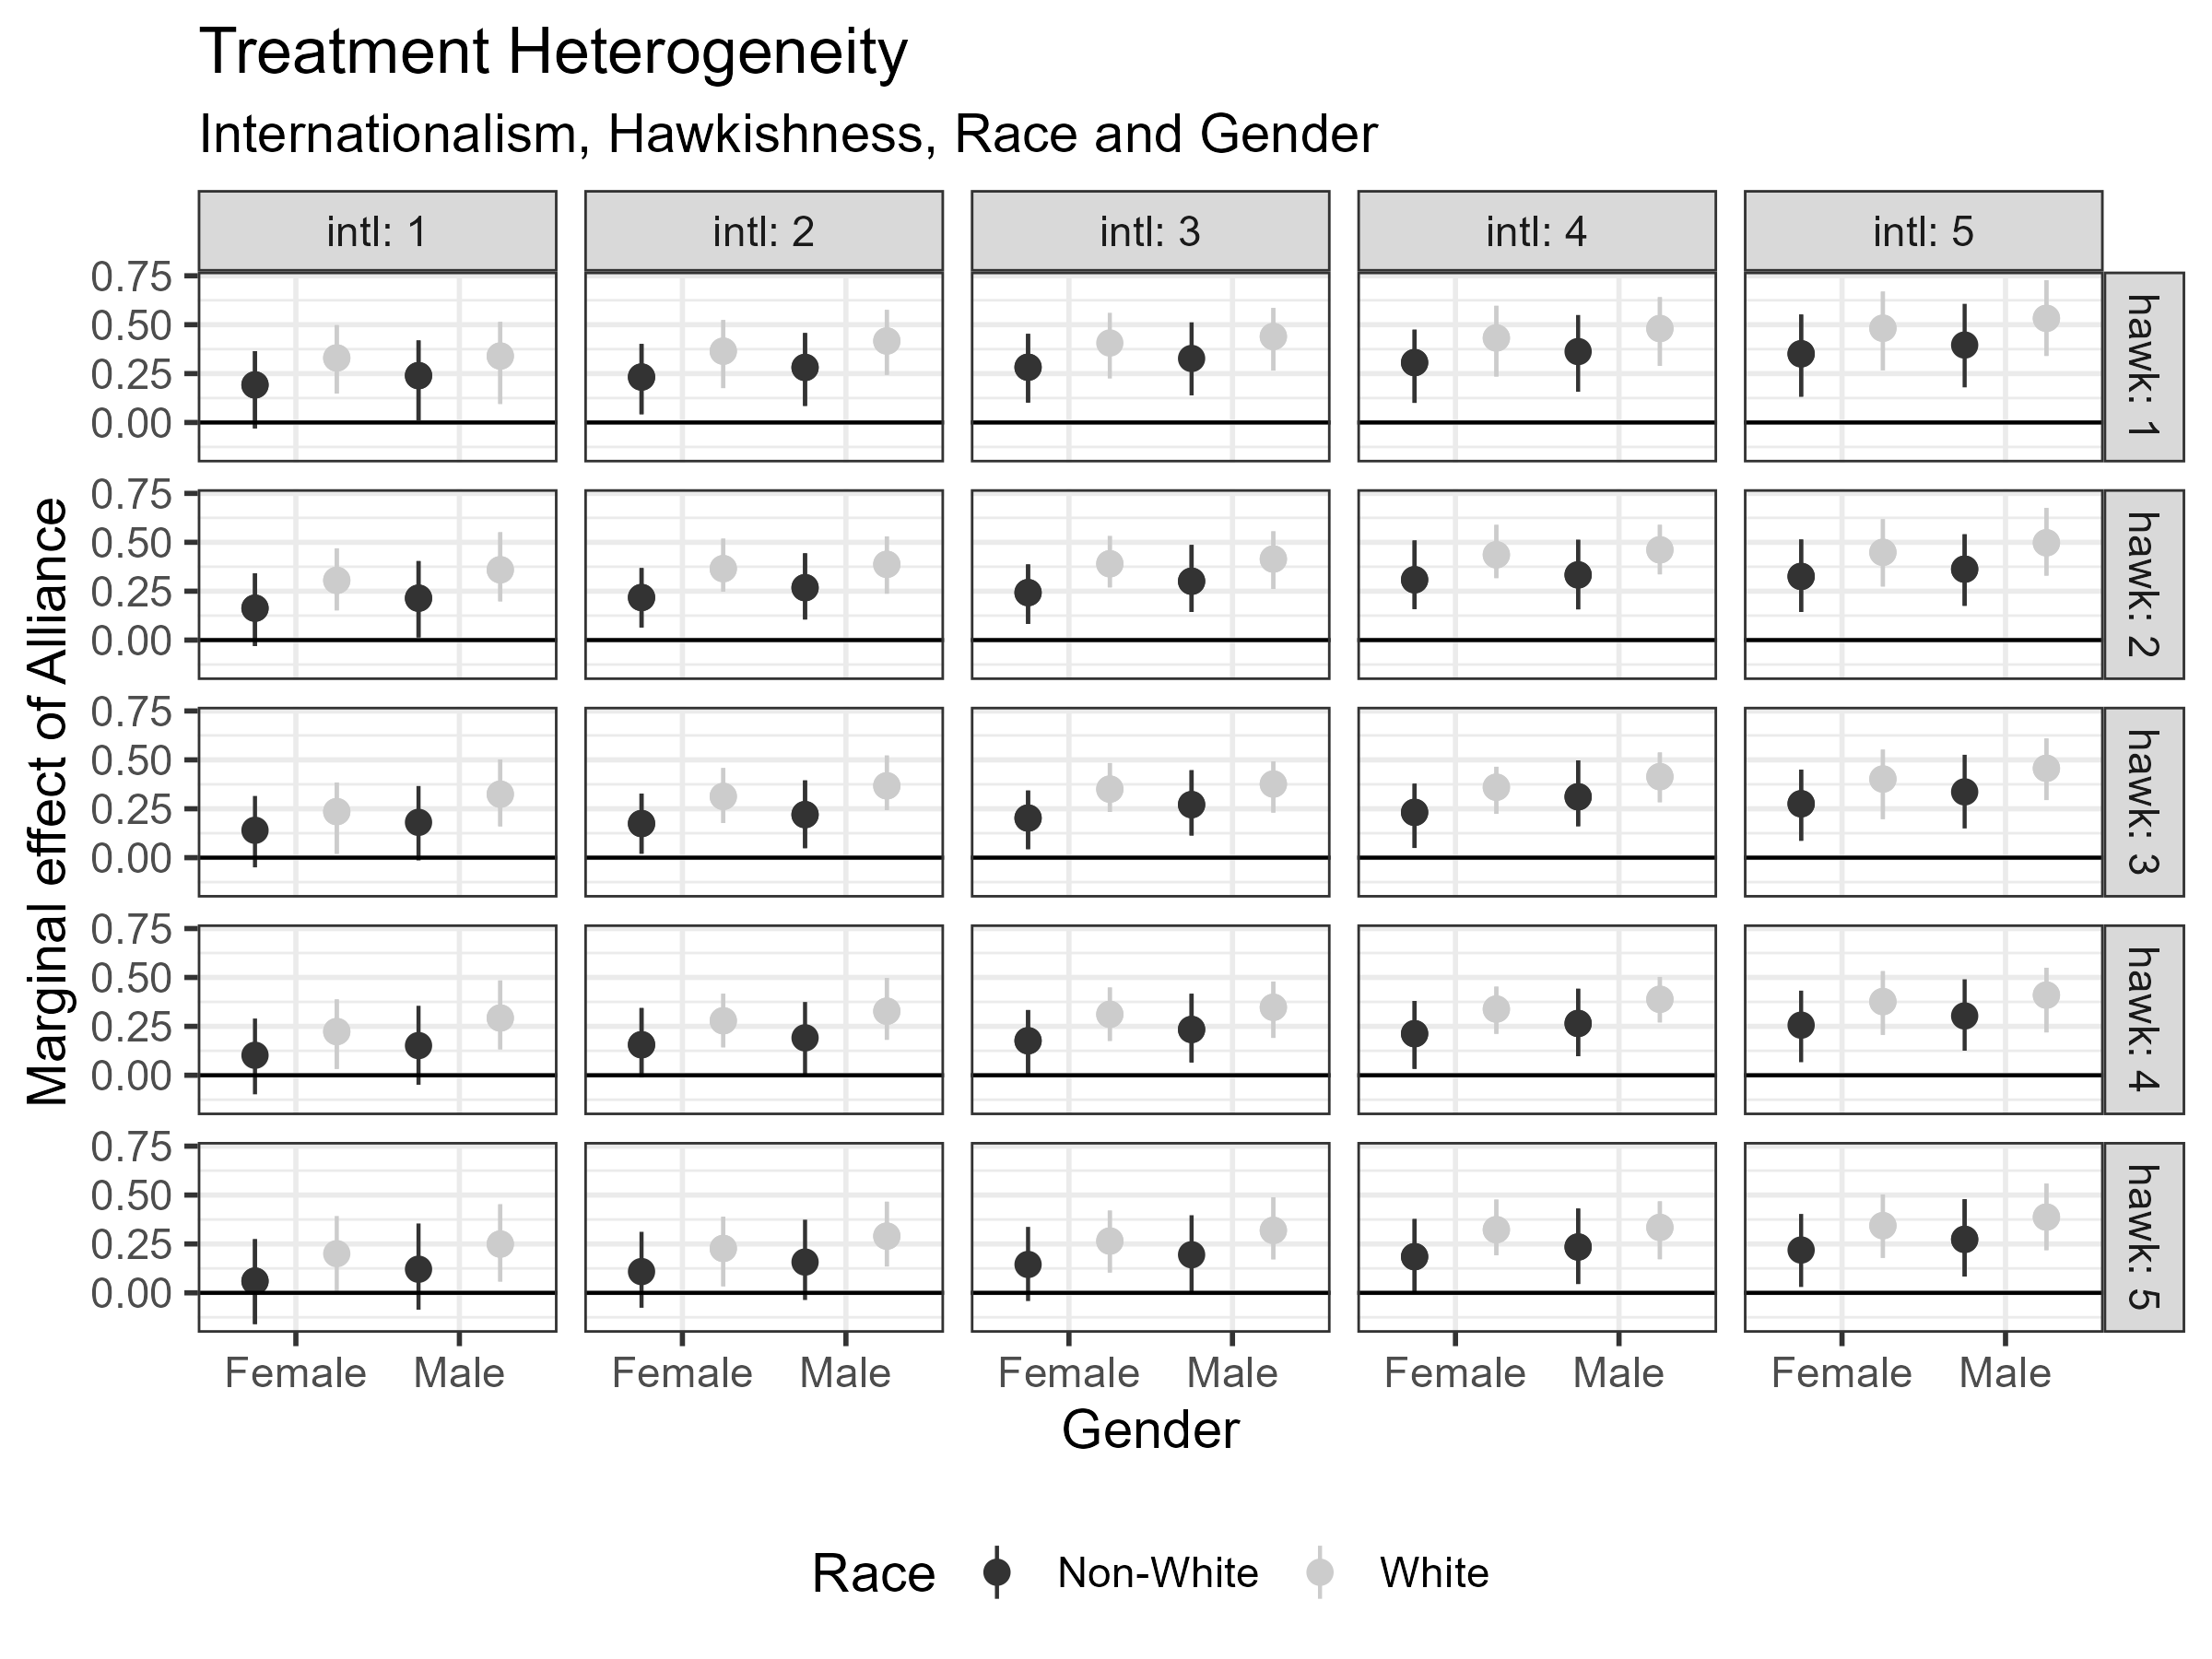 Treatment Heterogeneity
Internationalism, Hawkishness, Race and Gender
intl: 1 intl: 2 intl: 3 intl: 4 intl: 5
0.75
0.50
0.25
0.00
hawk: 1
0.75
0.50
0.25
0.00
hawk: 2
Marginal effect of Alliance
0.75
0.50
0.25
0.00
hawk: 3
0.75
0.50
0.25
0.00
hawk: 4
0.75
0.50
0.25
0.00
hawk: 5
Female Male Female Male Female Male Female Male Female Male
Gender
Race Non-White White